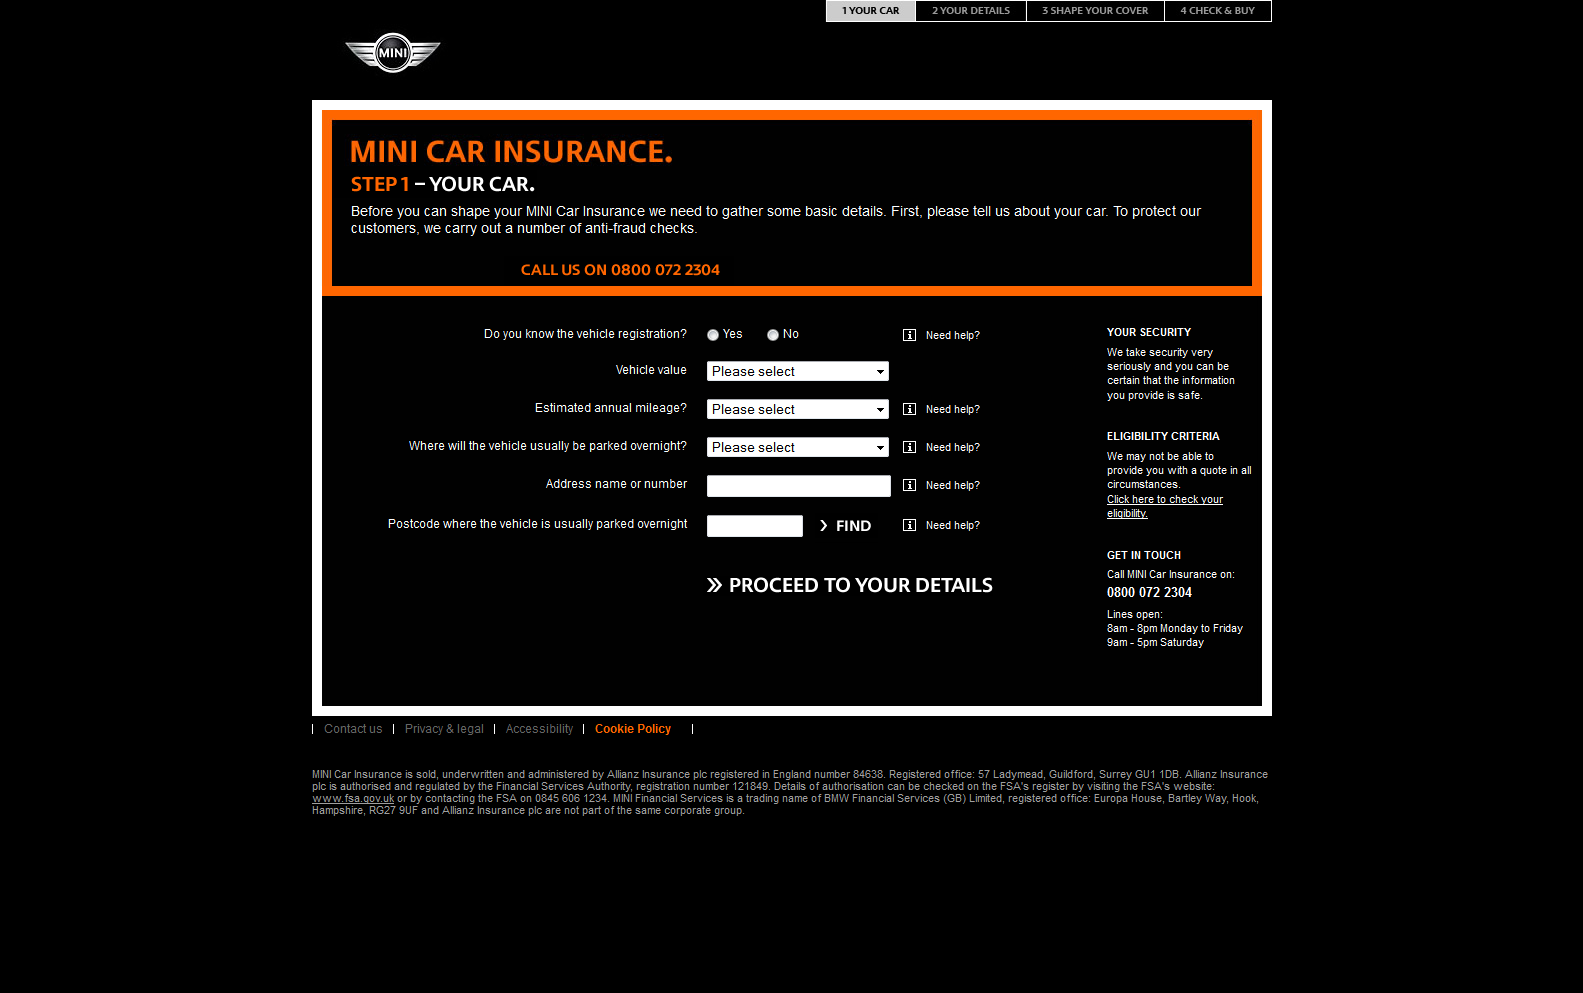 1 YOUR CAR
2 YOUR DETAILS
3 SHAPE YOUR COVER
4 CHECK & BUY
MINI
MINI CAR INSURANCE.
STEP 1 – YOUR CAR.
Before you can shape your MINI Car Insurance we need to gather some basic details. First, please tell us about your car. To protect our
customers, we carry out a number of anti-fraud checks.
CALL US ON 0800 072 2304
Do you know the vehicle registration? Yes No Need help?
Vehicle value Please select
Estimated annual mileage? Please select Need help?
Where will the vehicle usually be parked overnight? Please select Need help?
Address name or number Need help?
Postcode where the vehicle is usually parked overnight FIND Need help?
PROCEED TO YOUR DETAILS
YOUR SECURITY
We take security very
seriously and you can be
certain that the information
you provide is safe.
ELIGIBILITY CRITERIA
We may not be able to
provide you with a quote in all
circumstances.
Click here to check your
eligibility.
GET IN TOUCH
Call MINI Car Insurance on:
0800 072 2304
Lines open:
8am - 8pm Monday to Friday
9am - 5pm Saturday
Contact us | Privacy & legal | Accessibility | Cookie Policy |
MINI Car Insurance is sold, underwritten and administered by Allianz Insurance plc registered in England number 84638. Registered office: 57 Ladymead, Guildford, Surrey GU1 1DB. Allianz Insurance
plc is authorised and regulated by the Financial Services Authority, registration number 121849. Details of authorisation can be checked on the FSA's register by visiting the FSA's website:
www.fsa.gov.uk or by contacting the FSA on 0845 606 1234. MINI Financial Services is a trading name of BMW Financial Services (GB) Limited, registered office: Europa House, Bartley Way, Hook,
Hampshire, RG27 9UF and Allianz Insurance plc are not part of the same corporate group.